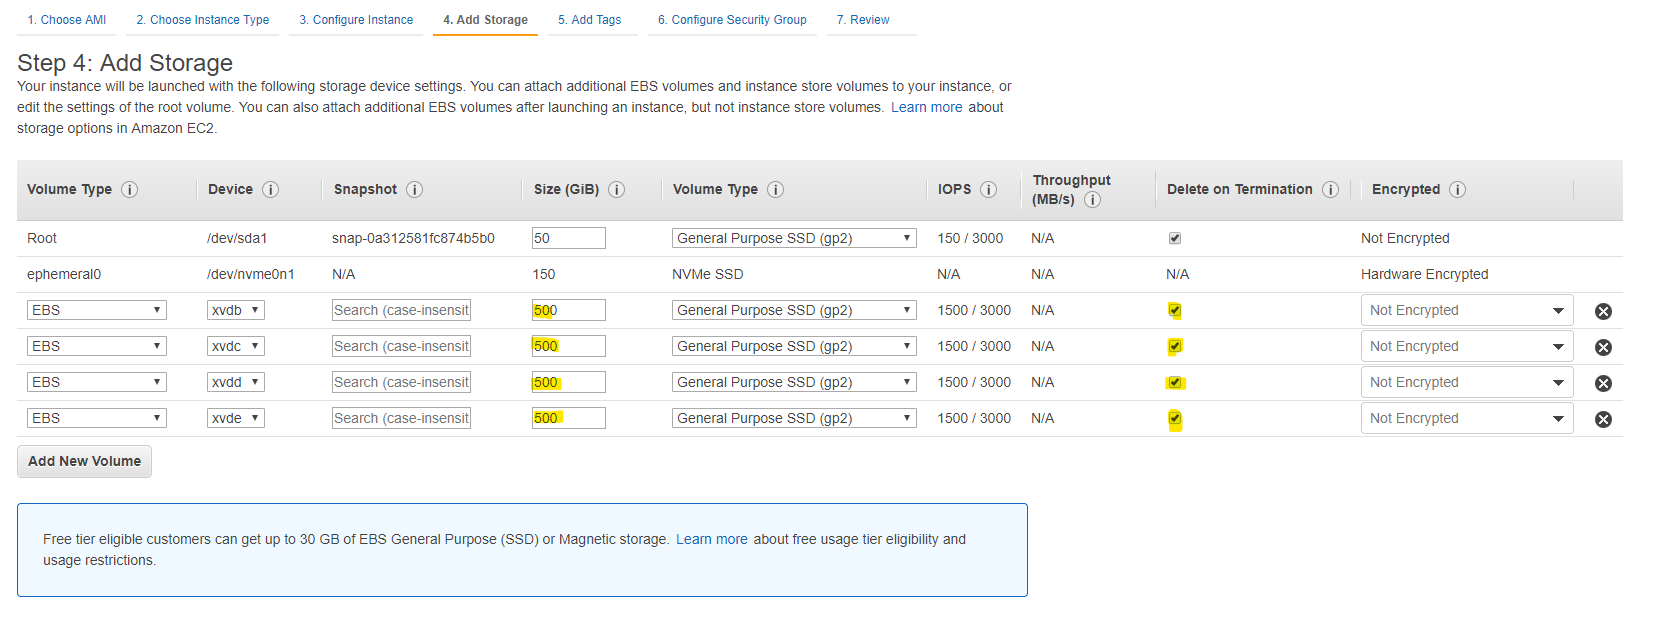 1. Choose AMI 2. Choose Instance Type 3. Configure Instance 4. Add Storage 5. Add Tags 6. Configure Security Group 7. Review
Step 4: Add Storage
Your instance will be launched with the following storage device settings. You can attach additional EBS volumes and instance store volumes to your instance, or
edit the settings of the root volume. You can also attach additional EBS volumes after launching an instance, but not instance store volumes. Learn more about
storage options in Amazon EC2.
Volume Type Device Snapshot Size (GiB) Volume Type IOPS Throughput (MB/s) Delete on Termination Encrypted
Root /dev/sda1 snap-0a312581fc874b5b0 50 General Purpose SSD (gp2) 150 / 3000 N/A Not Encrypted
ephemeral0 /dev/nvme0n1 N/A 150 NVMe SSD N/A N/A N/A Hardware Encrypted
EBS xvdb Search (case-insensit 500 General Purpose SSD (gp2) 1500 / 3000 N/A Not Encrypted
EBS xvdc Search (case-insensit 500 General Purpose SSD (gp2) 1500 / 3000 N/A Not Encrypted
EBS xvdd Search (case-insensit 500 General Purpose SSD (gp2) 1500 / 3000 N/A Not Encrypted
EBS xvde Search (case-insensit 500 General Purpose SSD (gp2) 1500 / 3000 N/A Not Encrypted
Add New Volume
Free tier eligible customers can get up to 30 GB of EBS General Purpose (SSD) or Magnetic storage. Learn more about free usage tier eligibility and
usage restrictions.